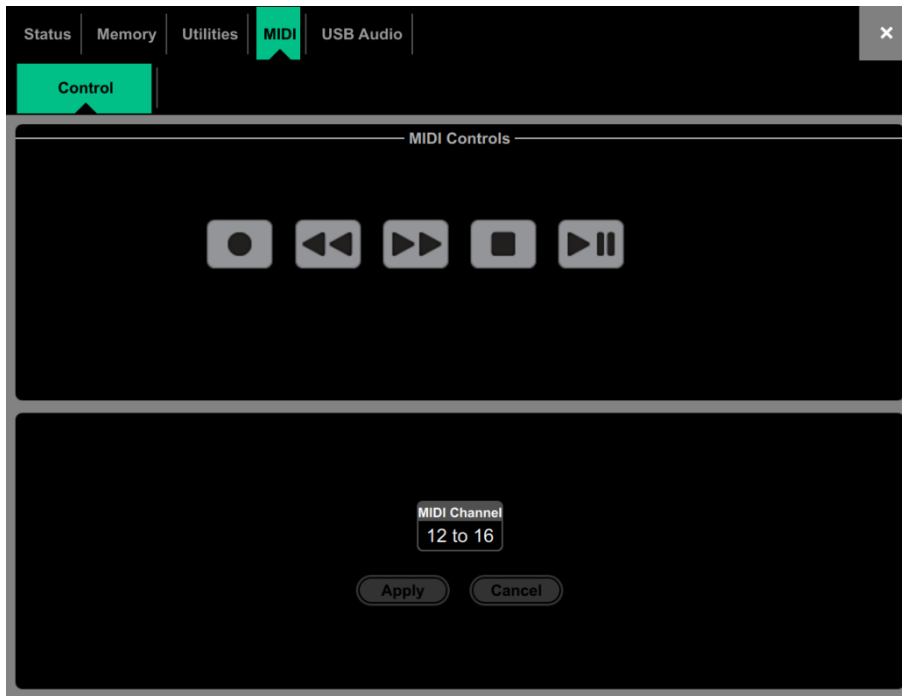 Status Memory Utilities MIDI USB Audio ×
Control
MIDI Controls
MIDI Channel
12 to 16
Apply Cancel